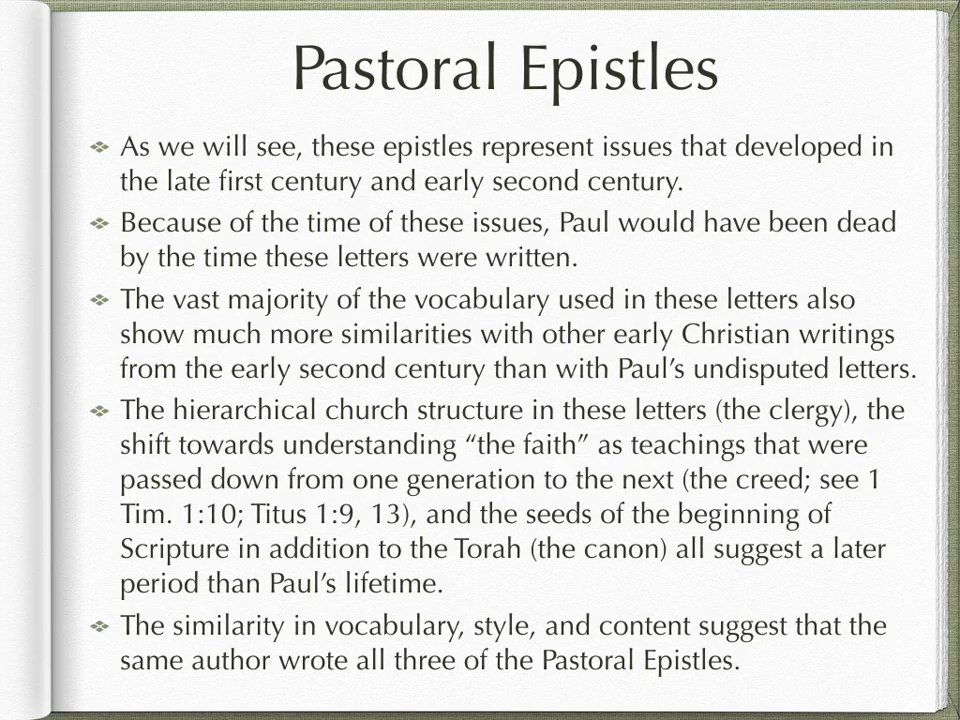 Pastoral Epistles
As we will see, these epistles represent issues that developed in
the late first century and early second century.
Because of the time of these issues, Paul would have been dead
by the time these letters were written.
The vast majority of the vocabulary used in these letters also
show much more similarities with other early Christian writings
from the early second century than with Paul’s undisputed letters.
The hierarchical church structure in these letters (the clergy), the
shift towards understanding “the faith” as teachings that were
passed down from one generation to the next (the creed; see 1
Tim. 1:10; Titus 1:9, 13), and the seeds of the beginning of
Scripture in addition to the Torah (the canon) all suggest a later
period than Paul’s lifetime.
The similarity in vocabulary, style, and content suggest that the
same author wrote all three of the Pastoral Epistles.